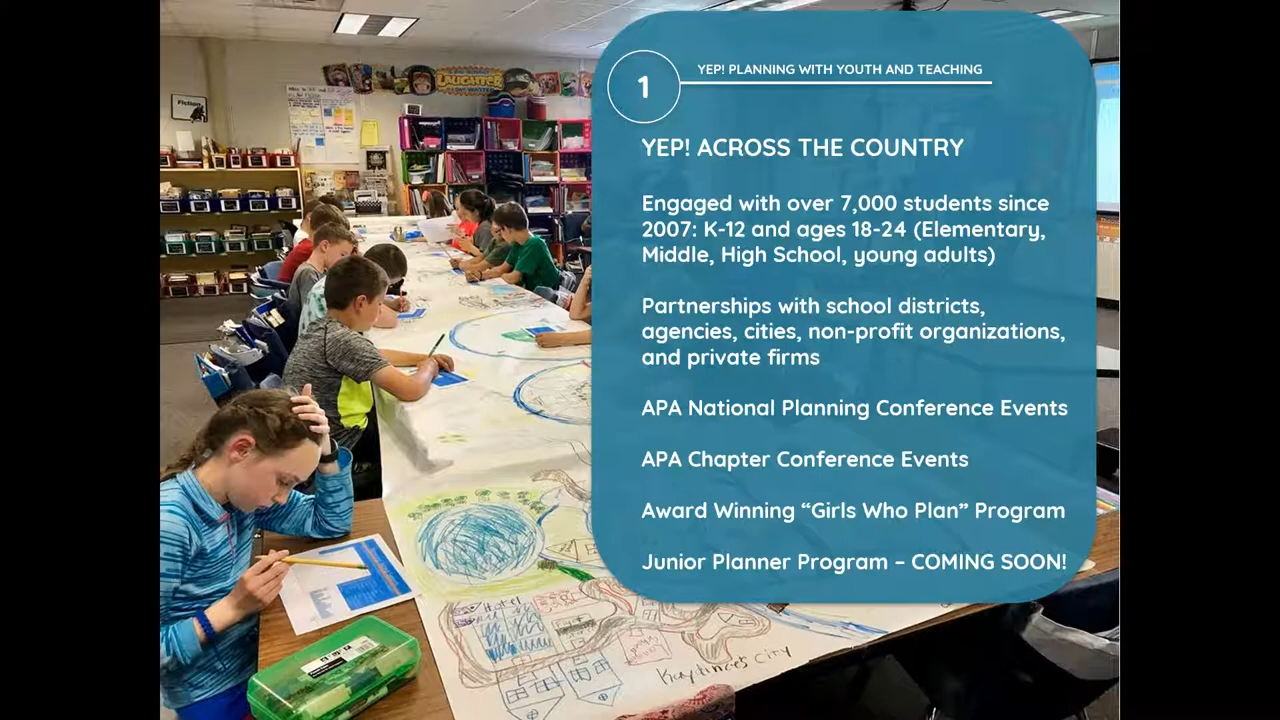 1
YEP! PLANNING WITH YOUTH AND TEACHING
YEP! ACROSS THE COUNTRY
Engaged with over 7,000 students since
2007: K-12 and ages 18-24 (Elementary,
Middle, High School, young adults)
Partnerships with school districts,
agencies, cities, non-profit organizations,
and private firms
APA National Planning Conference Events
APA Chapter Conference Events
Award Winning “Girls Who Plan” Program
Junior Planner Program – COMING SOON!
Fiction
LAUGHTER
Hotel
City